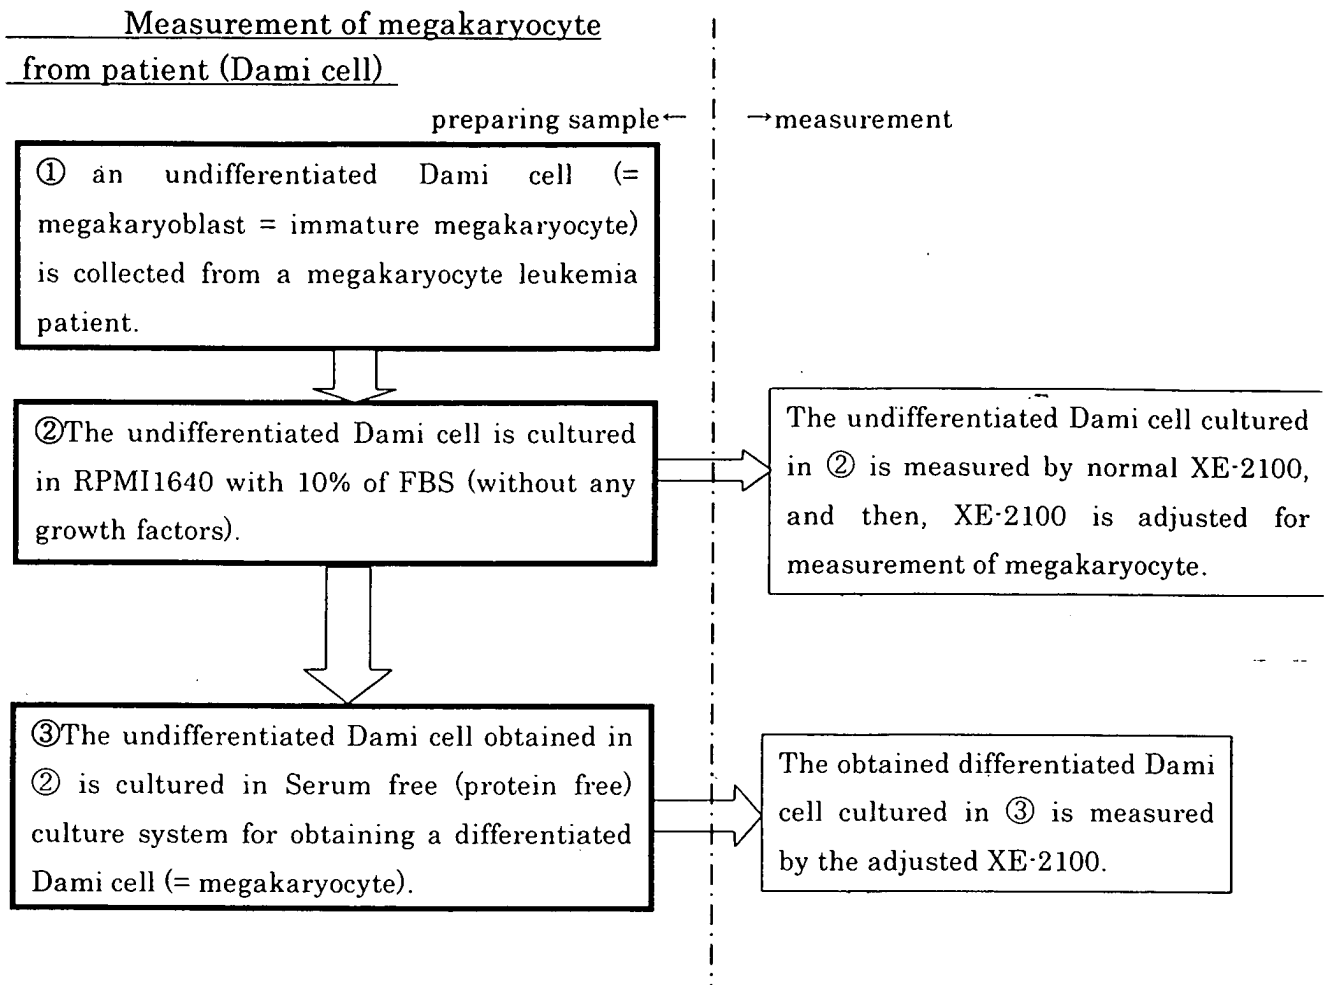 Measurement of megakaryocyte
from patient (Dami cell)
preparing sample← →measurement
① an undifferentiated Dami cell (=
megakaryoblast = immature megakaryocyte)
is collected from a megakaryocyte leukemia
patient.
②The undifferentiated Dami cell is cultured
in RPMI1640 with 10% of FBS (without any
growth factors).
The undifferentiated Dami cell cultured
in ② is measured by normal XE-2100,
and then, XE-2100 is adjusted for
measurement of megakaryocyte.
③The undifferentiated Dami cell obtained in
② is cultured in Serum free (protein free)
culture system for obtaining a differentiated
Dami cell (= megakaryocyte).
The obtained differentiated Dami
cell cultured in ③ is measured
by the adjusted XE-2100.